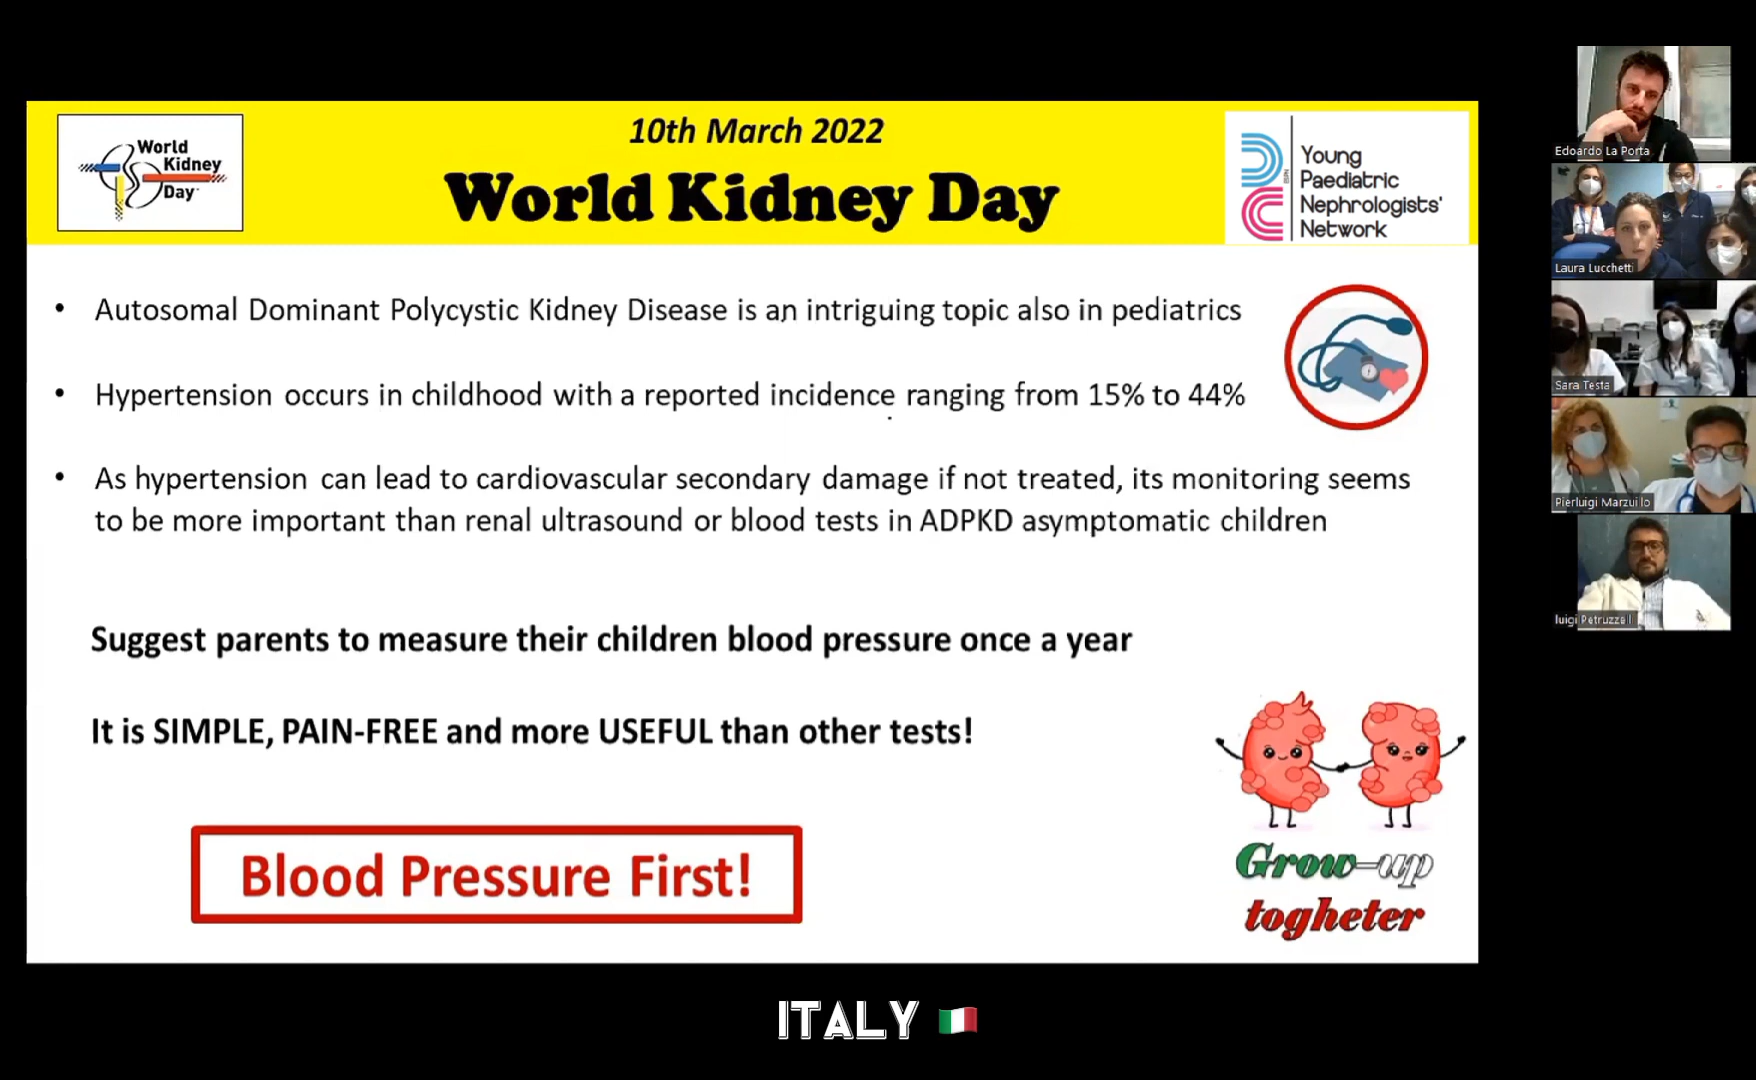 10th March 2022
World Kidney Day
World
Kidney
Day
Young
Paediatric
Nephrologists'
Network
• Autosomal Dominant Polycystic Kidney Disease is an intriguing topic also in pediatrics
• Hypertension occurs in childhood with a reported incidence ranging from 15% to 44%
• As hypertension can lead to cardiovascular secondary damage if not treated, its monitoring seems
to be more important than renal ultrasound or blood tests in ADPKD asymptomatic children
Suggest parents to measure their children blood pressure once a year
It is SIMPLE, PAIN-FREE and more USEFUL than other tests!
Blood Pressure First!
Grow-up
togheter
Edoardo La Porta
Laura Lucchetti
Sara Testa
Pierluigi Marzuillo
luigi Petruzzelli
ITALY